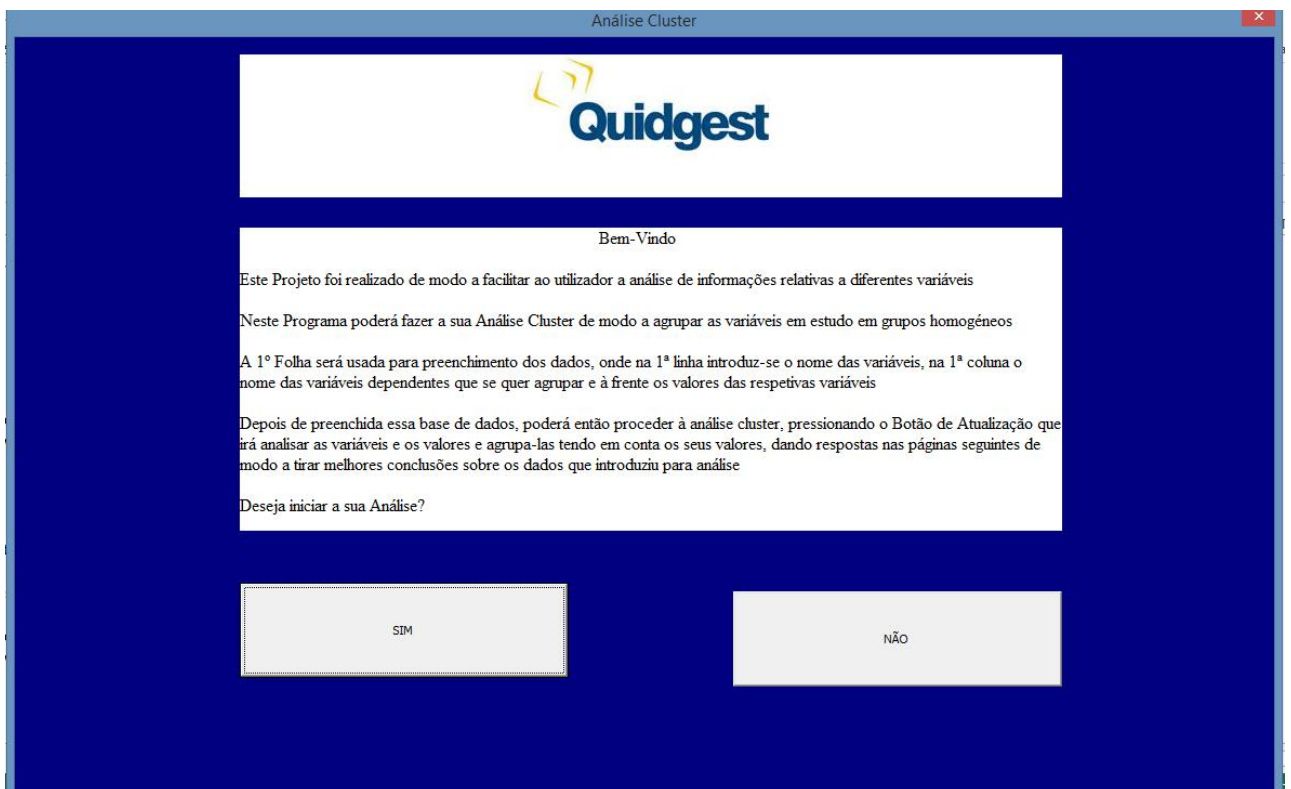 Análise Cluster
Quidgest
Bem-Vindo
Este Projeto foi realizado de modo a facilitar ao utilizador a análise de informações relativas a diferentes variáveis
Neste Programa poderá fazer a sua Análise Cluster de modo a agrupar as variáveis em estudo em grupos homogéneos
A 1º Folha será usada para preenchimento dos dados, onde na 1ª linha introduz-se o nome das variáveis, na 1ª coluna o
nome das variáveis dependentes que se quer agrupar e à frente os valores das respetivas variáveis
Depois de preenchida essa base de dados, poderá então proceder à análise cluster, pressionando o Botão de Atualização que
irá analisar as variáveis e os valores e agrupa-las tendo em conta os seus valores, dando respostas nas páginas seguintes de
modo a tirar melhores conclusões sobre os dados que introduziu para análise
Deseja iniciar a sua Análise?
SIM
NÃO